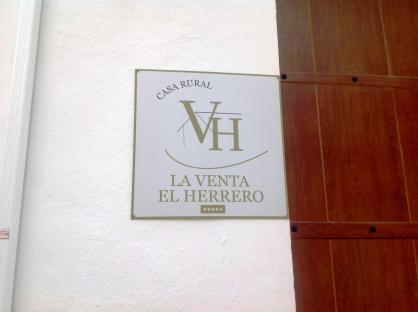 CASA RURAL
VH
LA VENTA
EL HERRERO